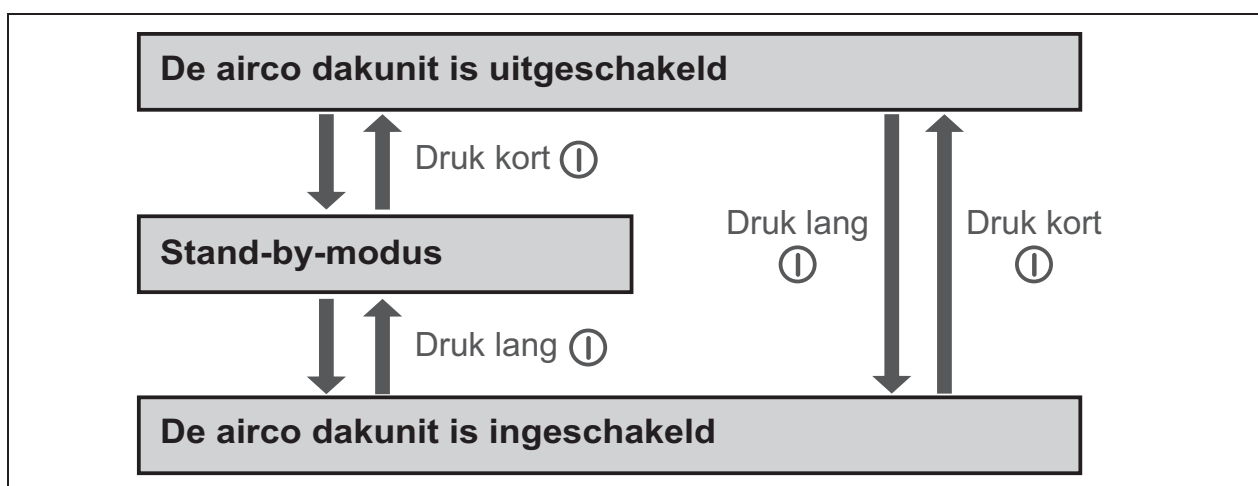 De airco dakunit is uitgeschakeld
Druk kort
Stand-by-modus
Druk lang
Druk kort
Druk lang
De airco dakunit is ingeschakeld